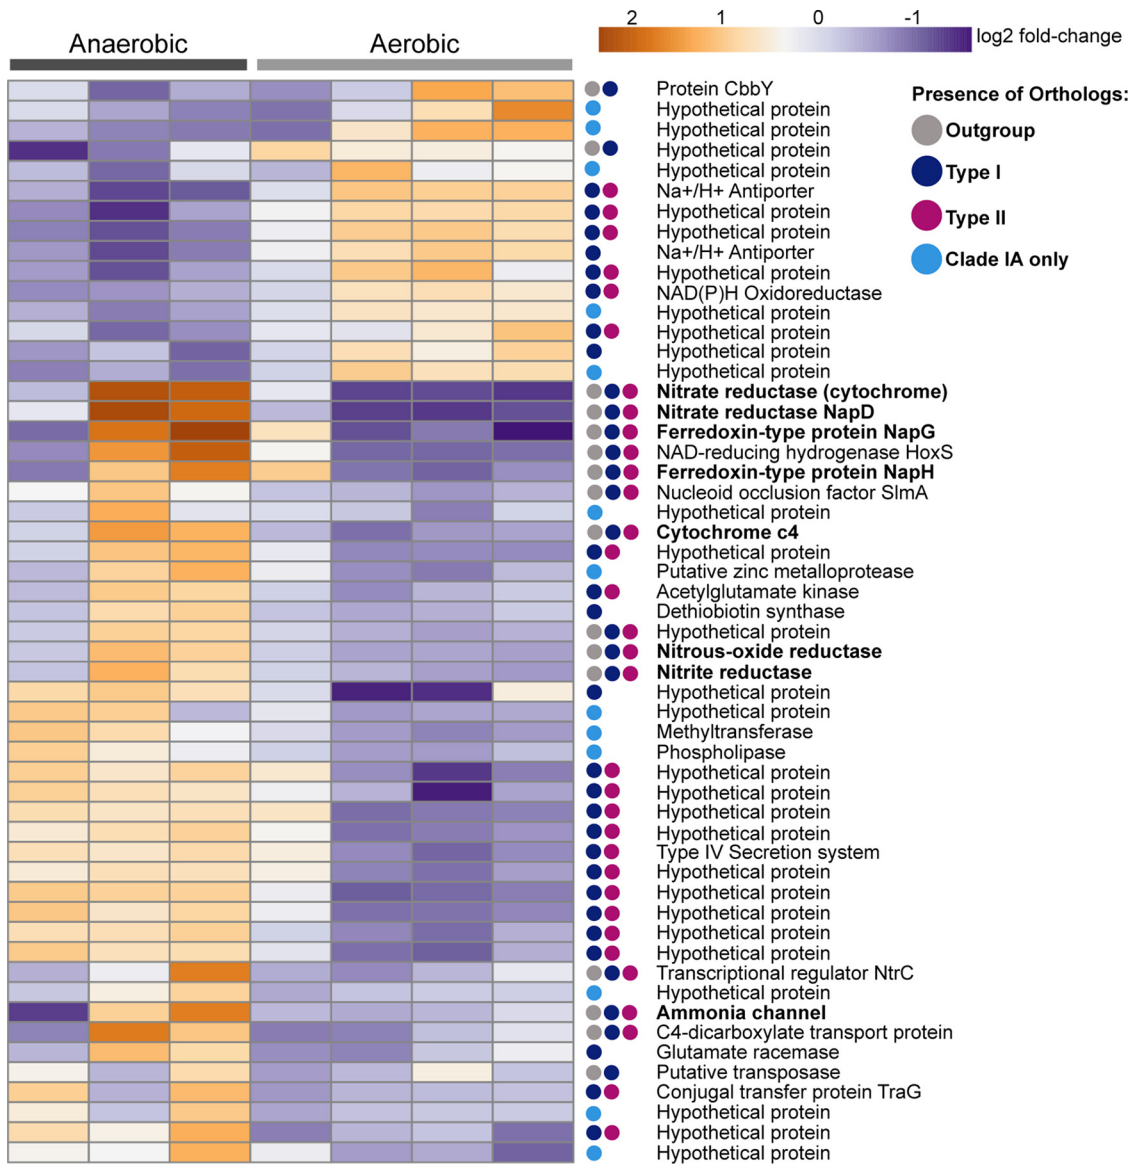 2 1 0 -1
log2 fold-change
Anaerobic Aerobic
Presence of Orthologs:
Outgroup
Type I
Type II
Clade IA only
Protein CbbY
Hypothetical protein
Hypothetical protein
Hypothetical protein
Hypothetical protein
Na+/H+ Antiporter
Hypothetical protein
Hypothetical protein
Na+/H+ Antiporter
Hypothetical protein
NAD(P)H Oxidoreductase
Hypothetical protein
Hypothetical protein
Hypothetical protein
Hypothetical protein
Nitrate reductase (cytochrome)
Nitrate reductase NapD
Ferredoxin-type protein NapG
NAD-reducing hydrogenase HoxS
Ferredoxin-type protein NapH
Nucleoid occlusion factor SlmA
Hypothetical protein
Cytochrome c4
Hypothetical protein
Putative zinc metalloprotease
Acetylglutamate kinase
Dethiobiotin synthase
Hypothetical protein
Nitrous-oxide reductase
Nitrite reductase
Hypothetical protein
Hypothetical protein
Methyltransferase
Phospholipase
Hypothetical protein
Hypothetical protein
Hypothetical protein
Hypothetical protein
Type IV Secretion system
Hypothetical protein
Hypothetical protein
Hypothetical protein
Hypothetical protein
Hypothetical protein
Transcriptional regulator NtrC
Hypothetical protein
Ammonia channel
C4-dicarboxylate transport protein
Glutamate racemase
Putative transposase
Conjugal transfer protein TraG
Hypothetical protein
Hypothetical protein
Hypothetical protein